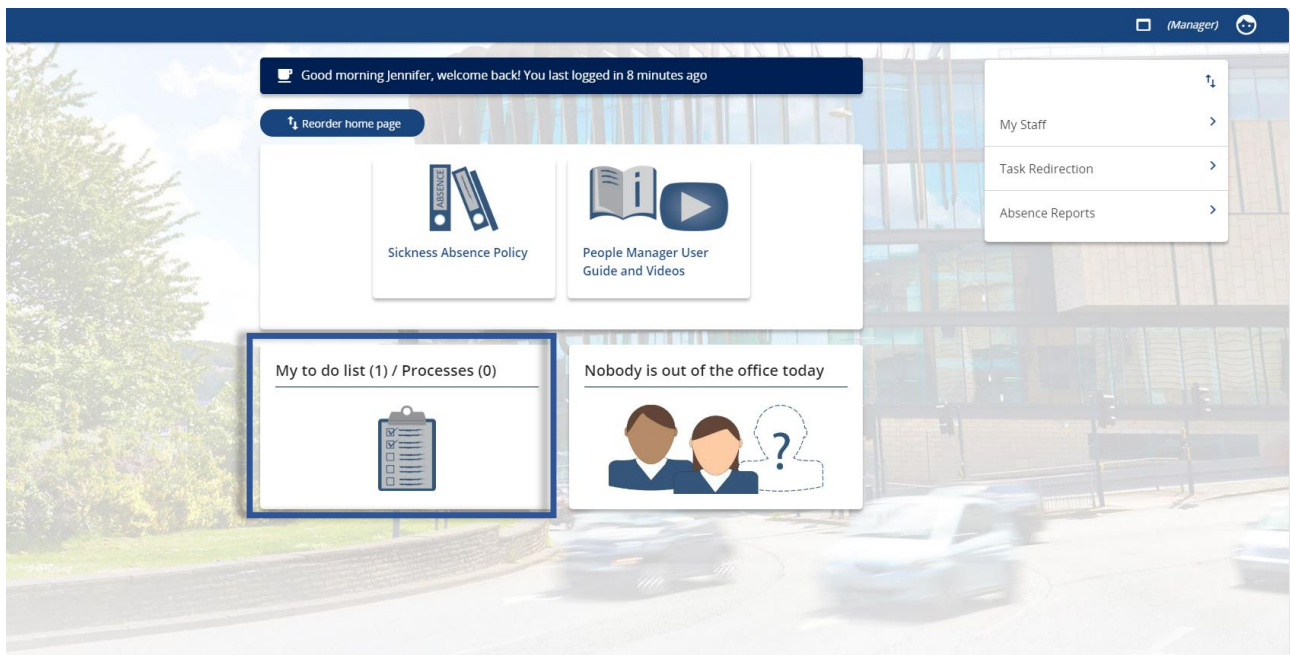 (Manager)
Good morning Jennifer, welcome back! You last logged in 8 minutes ago
Reorder home page
ABSENCE
Sickness Absence Policy
People Manager User
Guide and Videos
My to do list (1) / Processes (0)
Nobody is out of the office today
?
My Staff
Task Redirection
Absence Reports